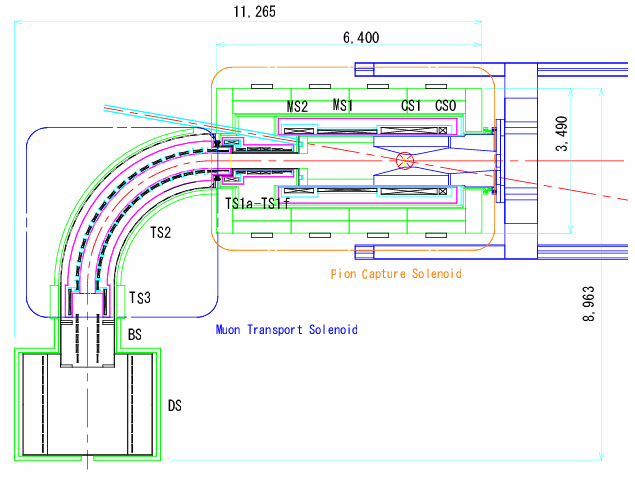 11,265
6,400
MS2 MS1 CS1 CS0
3,490
TS1a-TS1f
TS2
Pion Capture Solenoid
TS3
8,963
Muon Transport Solenoid
BS
DS